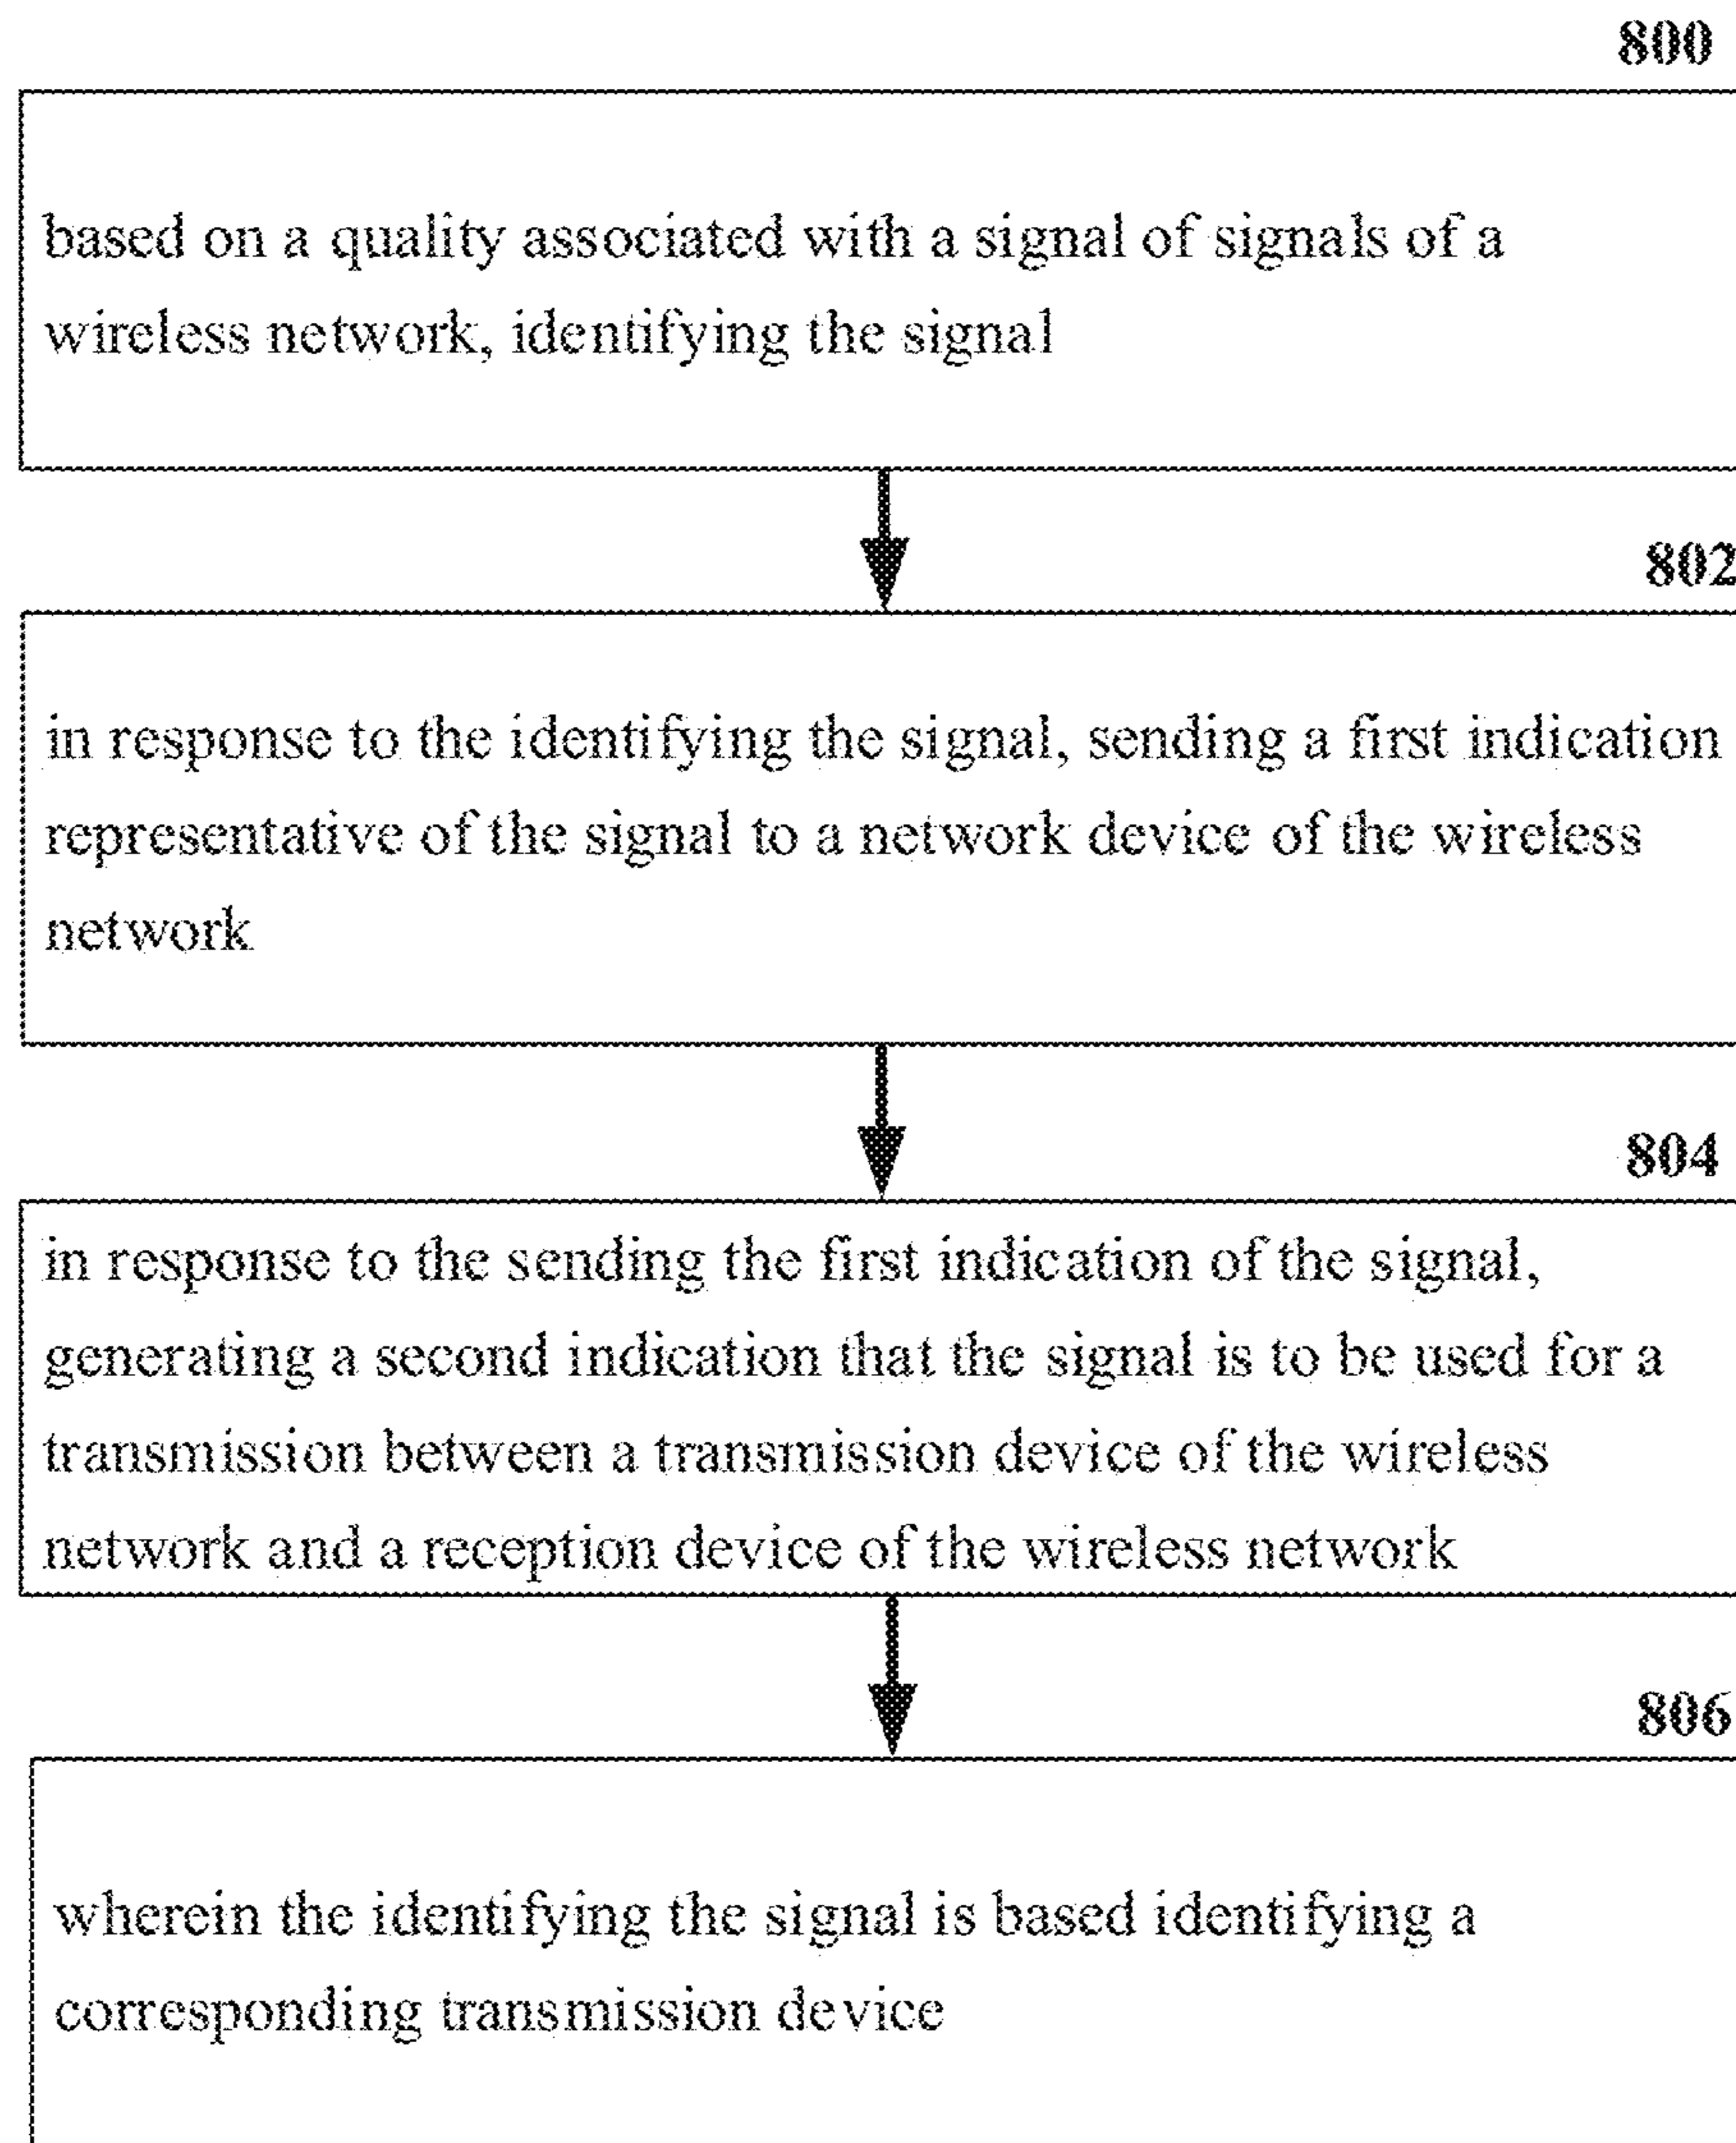 800
based on a quality associated with a signal of signals of a
wireless network, identifying the signal
802
in response to the identifying the signal, sending a first indication
representative of the signal to a network device of the wireless
network
804
in response to the sending the first indication of the signal,
generating a second indication that the signal is to be used for a
transmission between a transmission device of the wireless
network and a reception device of the wireless network
806
wherein the identifying the signal is based identifying a
corresponding transmission device